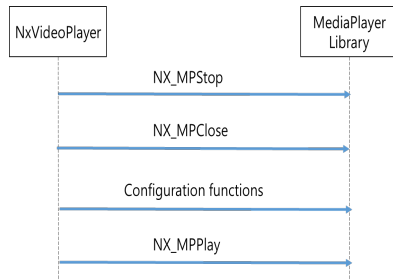 NxVideoPlayer
MediaPlayer
Library
NX_MPStop
NX_MPClose
Configuration functions
NX_MPPlay